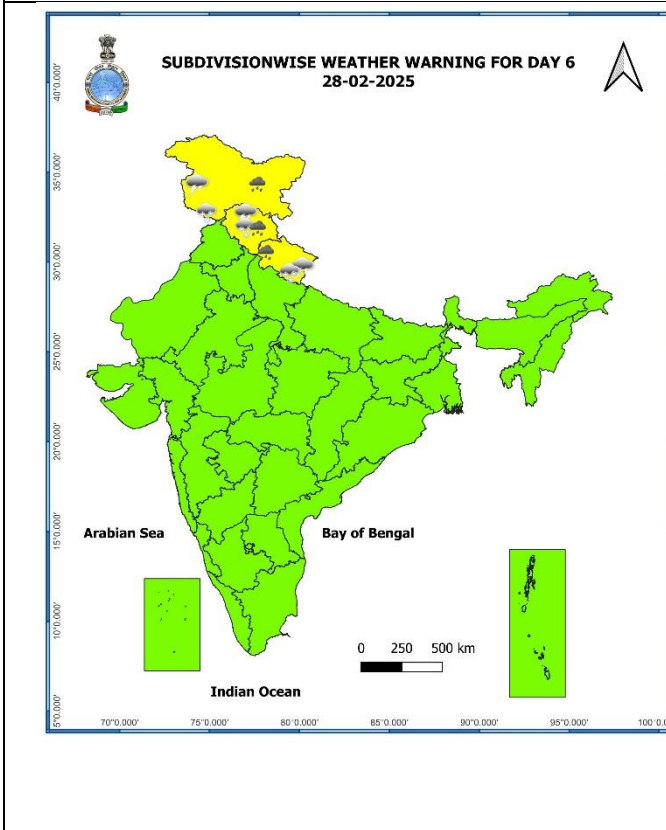 SUBDIVISIONWISE WEATHER WARNING FOR DAY 6
28-02-2025
40°0.000'
35°0.000'
30°0.000'
25°0.000'
20°0.000'
15°0.000'
10°0.000'
5°0.000'
Arabian Sea
Bay of Bengal
0 250 500 km
Indian Ocean
70°0.000' 75°0.000' 80°0.000' 85°0.000' 90°0.000' 95°0.000' 100°0.0